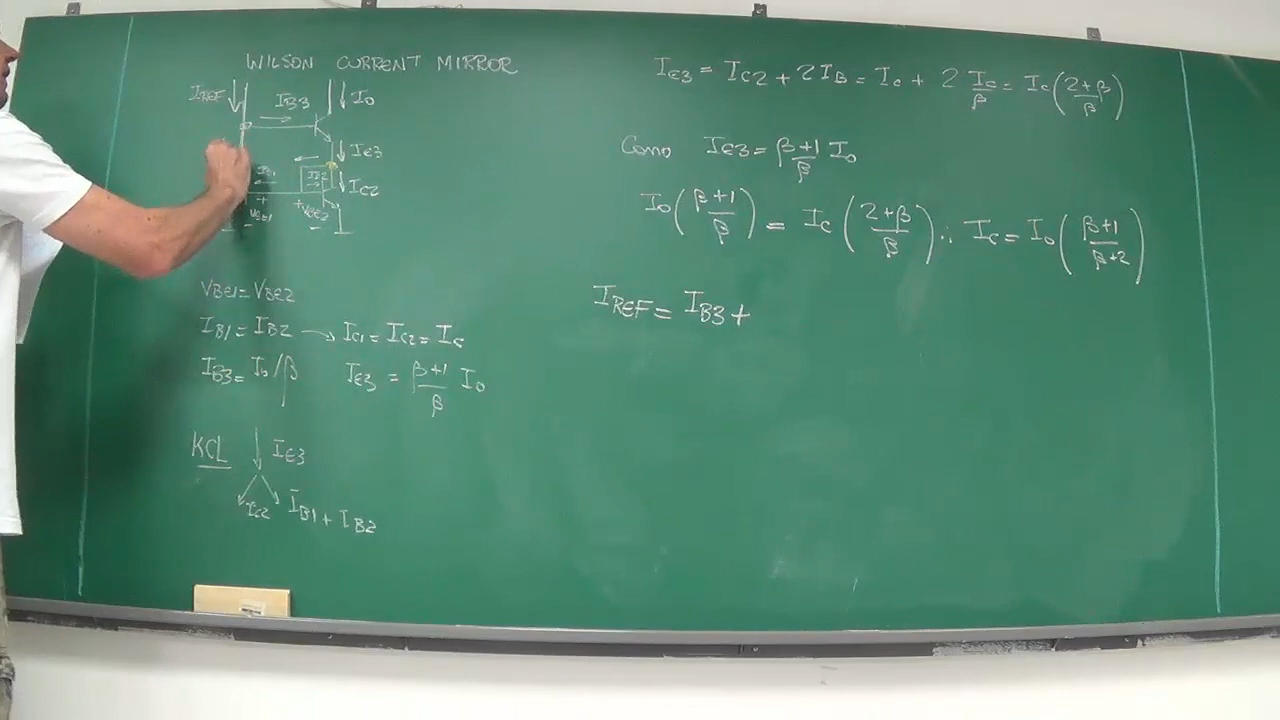 WILSON CURRENT MIRROR
IREF IB3 IO
IE3
IB1 IB2 IC2
+ VBE1 - + VBE2 -
VBE1 = VBE2
IB1 = IB2 → IC1 = IC2 = IC
IB3 = IO/β IE3 = β+1/β IO
KCL IE3
IC2 IB1 + IB2
IE3 = IC2 + 2IB = IC + 2 IC/β = IC(2+β/β)
Como IE3 = β+1/β IO
IO(β+1/β) = IC(2+β/β) ∴ IC = IO(β+1/β+2)
IREF = IB3 +